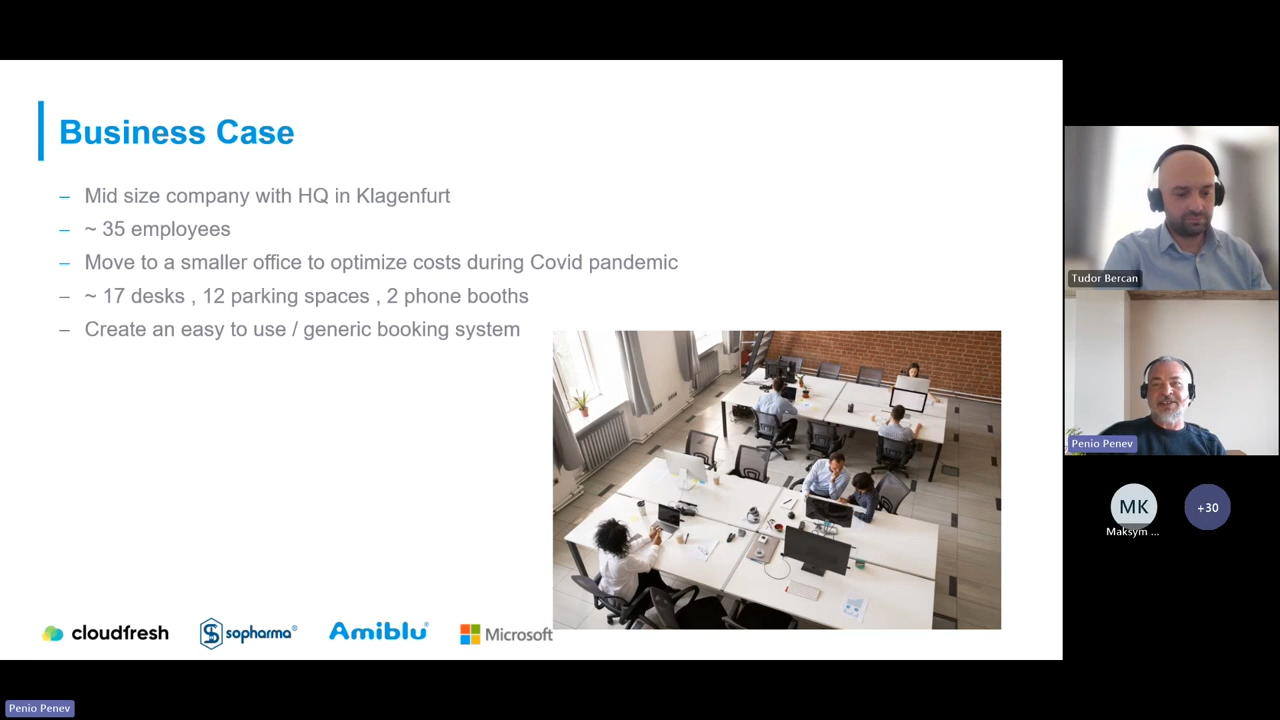 Business Case
– Mid size company with HQ in Klagenfurt
– ~ 35 employees
– Move to a smaller office to optimize costs during Covid pandemic
– ~ 17 desks , 12 parking spaces , 2 phone booths
– Create an easy to use / generic booking system
cloudfresh
sopharma®
Amiblu®
Microsoft
Tudor Bercan
Penio Penev
MK
Maksym ...
+30
Penio Penev